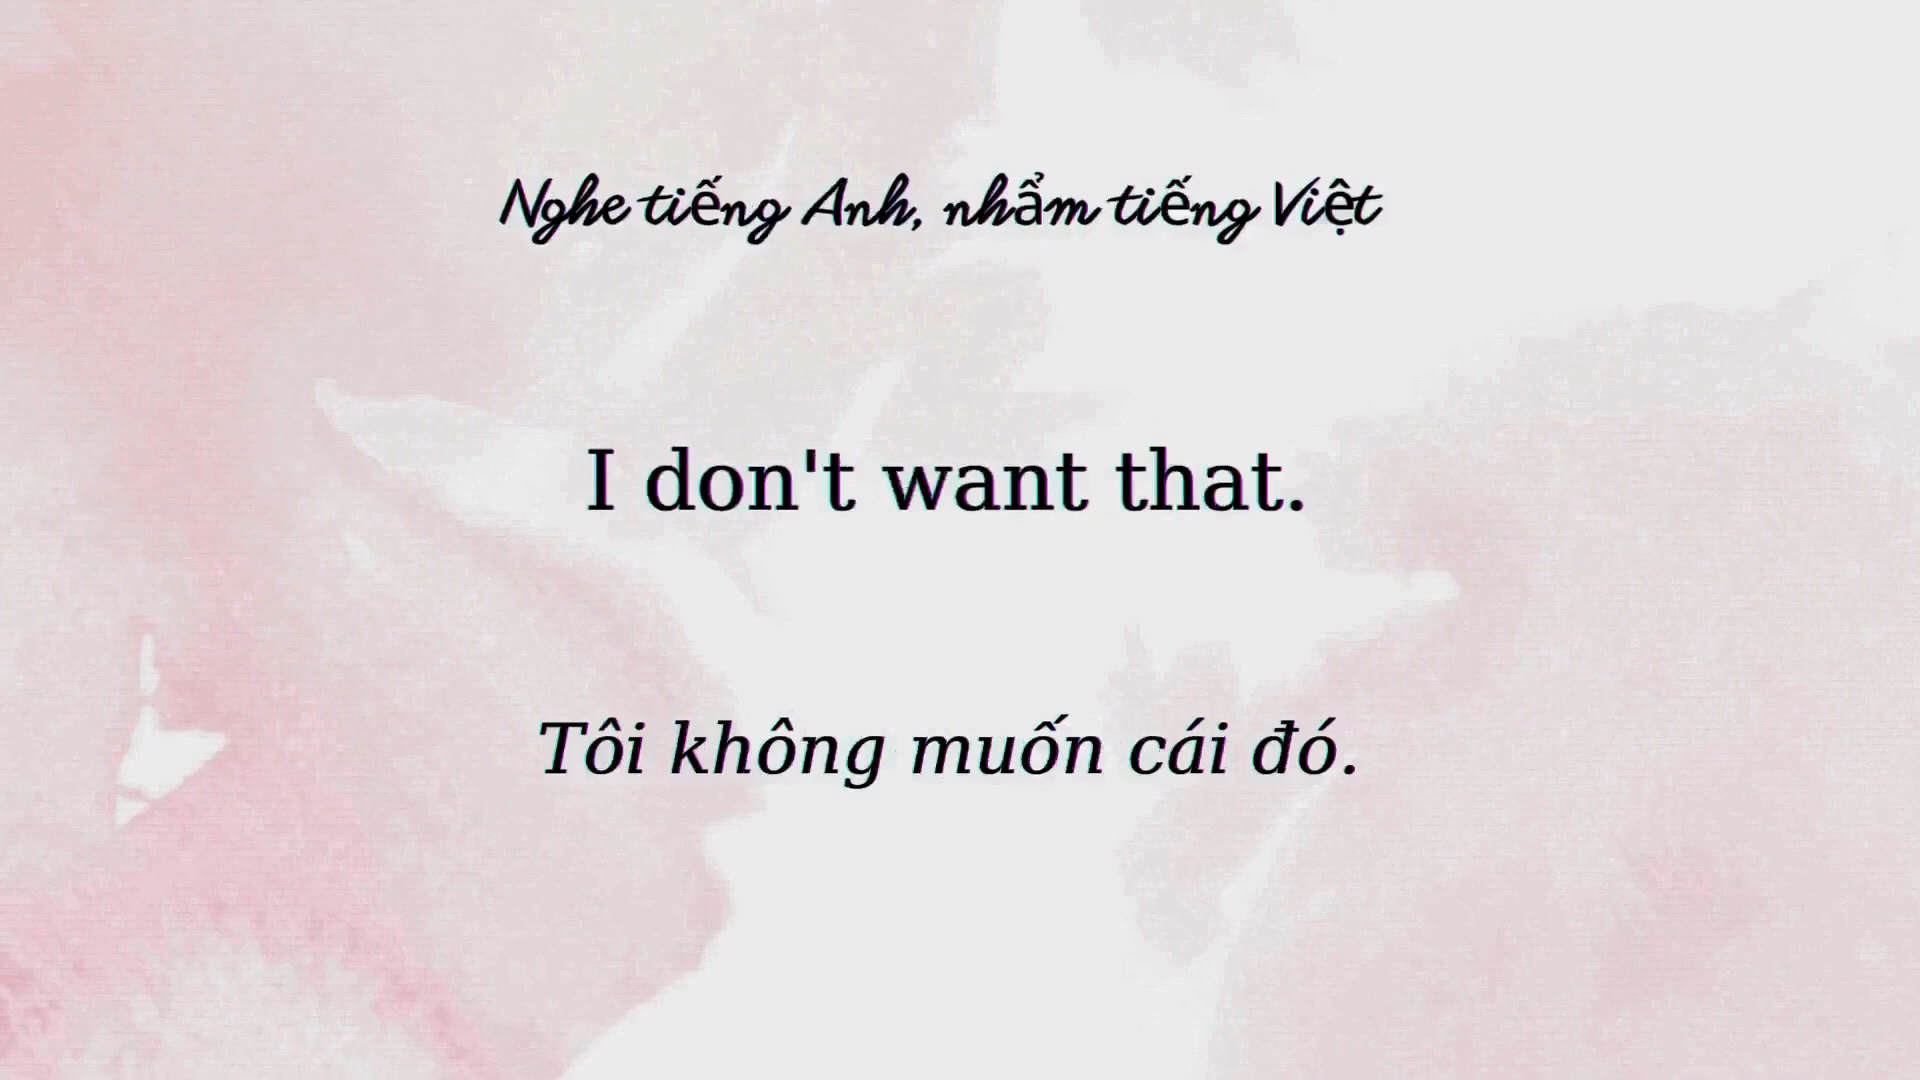 Nghe tiếng Anh, nhẩm tiếng Việt
I don't want that.
Tôi không muốn cái đó.